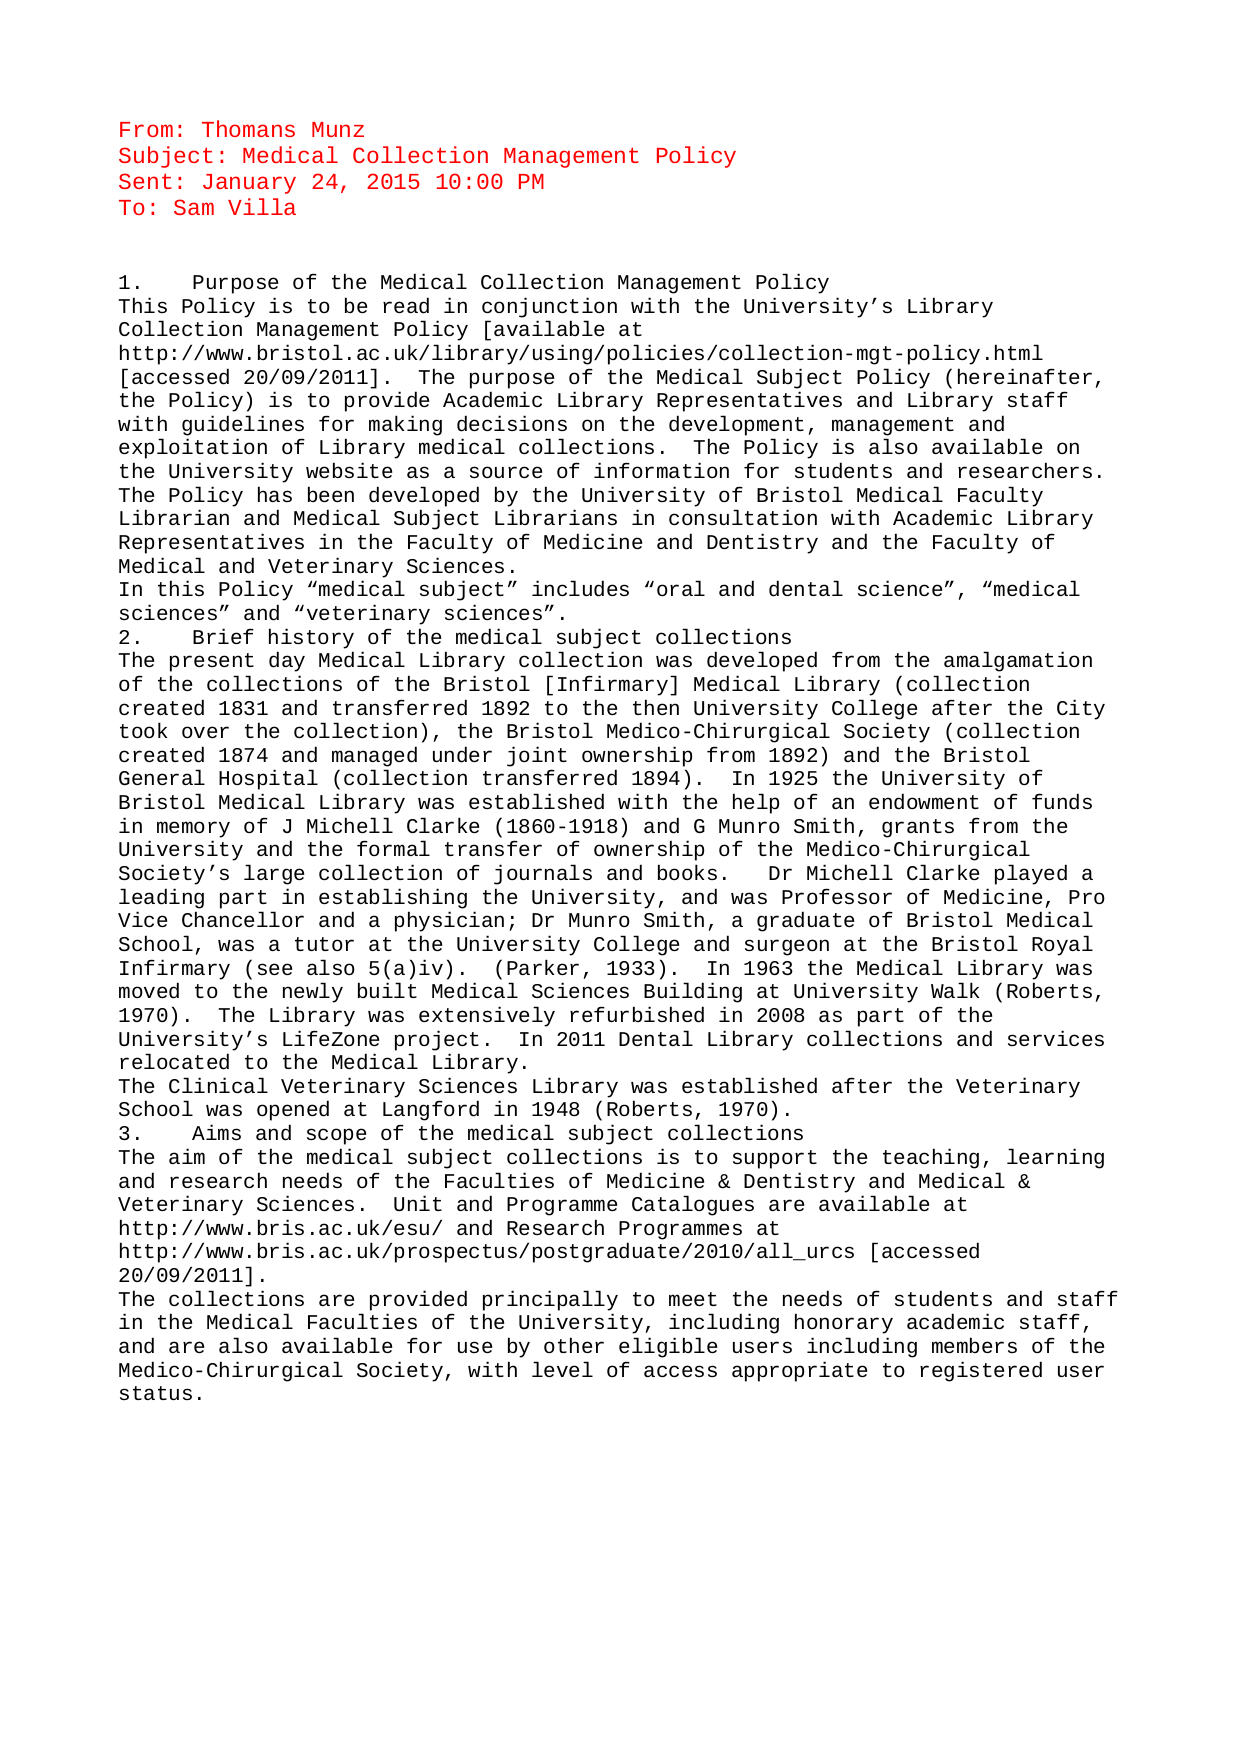 From: Thomans Munz
Subject: Medical Collection Management Policy
Sent: January 24, 2015 10:00 PM
To: Sam Villa
1.    Purpose of the Medical Collection Management Policy
This Policy is to be read in conjunction with the University’s Library
Collection Management Policy [available at
http://www.bristol.ac.uk/library/using/policies/collection-mgt-policy.html
[accessed 20/09/2011].  The purpose of the Medical Subject Policy (hereinafter,
the Policy) is to provide Academic Library Representatives and Library staff
with guidelines for making decisions on the development, management and
exploitation of Library medical collections.  The Policy is also available on
the University website as a source of information for students and researchers.
The Policy has been developed by the University of Bristol Medical Faculty
Librarian and Medical Subject Librarians in consultation with Academic Library
Representatives in the Faculty of Medicine and Dentistry and the Faculty of
Medical and Veterinary Sciences.
In this Policy “medical subject” includes “oral and dental science”, “medical
sciences” and “veterinary sciences”.
2.    Brief history of the medical subject collections
The present day Medical Library collection was developed from the amalgamation
of the collections of the Bristol [Infirmary] Medical Library (collection
created 1831 and transferred 1892 to the then University College after the City
took over the collection), the Bristol Medico-Chirurgical Society (collection
created 1874 and managed under joint ownership from 1892) and the Bristol
General Hospital (collection transferred 1894).  In 1925 the University of
Bristol Medical Library was established with the help of an endowment of funds
in memory of J Michell Clarke (1860-1918) and G Munro Smith, grants from the
University and the formal transfer of ownership of the Medico-Chirurgical
Society’s large collection of journals and books.   Dr Michell Clarke played a
leading part in establishing the University, and was Professor of Medicine, Pro
Vice Chancellor and a physician; Dr Munro Smith, a graduate of Bristol Medical
School, was a tutor at the University College and surgeon at the Bristol Royal
Infirmary (see also 5(a)iv).  (Parker, 1933).  In 1963 the Medical Library was
moved to the newly built Medical Sciences Building at University Walk (Roberts,
1970).  The Library was extensively refurbished in 2008 as part of the
University’s LifeZone project.  In 2011 Dental Library collections and services
relocated to the Medical Library.
The Clinical Veterinary Sciences Library was established after the Veterinary
School was opened at Langford in 1948 (Roberts, 1970).
3.    Aims and scope of the medical subject collections
The aim of the medical subject collections is to support the teaching, learning
and research needs of the Faculties of Medicine & Dentistry and Medical &
Veterinary Sciences.  Unit and Programme Catalogues are available at
http://www.bris.ac.uk/esu/ and Research Programmes at
http://www.bris.ac.uk/prospectus/postgraduate/2010/all_urcs [accessed
20/09/2011].
The collections are provided principally to meet the needs of students and staff
in the Medical Faculties of the University, including honorary academic staff,
and are also available for use by other eligible users including members of the
Medico-Chirurgical Society, with level of access appropriate to registered user
status.